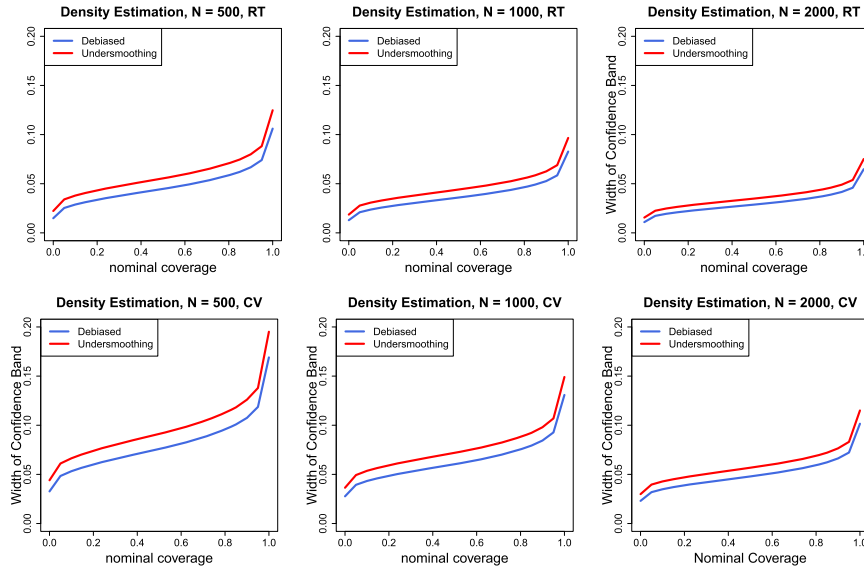 Density Estimation, N = 500, RT
Debiased
Undersmoothing
0.00 0.05 0.10 0.15 0.20
0.0 0.2 0.4 0.6 0.8 1.0
nominal coverage
Density Estimation, N = 1000, RT
Debiased
Undersmoothing
0.00 0.05 0.10 0.15 0.20
0.0 0.2 0.4 0.6 0.8 1.0
nominal coverage
Density Estimation, N = 2000, RT
Debiased
Undersmoothing
Width of Confidence Band
0.00 0.05 0.10 0.15 0.20
0.0 0.2 0.4 0.6 0.8 1.0
nominal coverage
Density Estimation, N = 500, CV
Debiased
Undersmoothing
Width of Confidence Band
0.00 0.05 0.10 0.15 0.20
0.0 0.2 0.4 0.6 0.8 1.0
nominal coverage
Density Estimation, N = 1000, CV
Debiased
Undersmoothing
Width of Confidence Band
0.00 0.05 0.10 0.15 0.20
0.0 0.2 0.4 0.6 0.8 1.0
nominal coverage
Density Estimation, N = 2000, CV
Debiased
Undersmoothing
Width of Confidence Band
0.00 0.05 0.10 0.15 0.20
0.0 0.2 0.4 0.6 0.8 1.0
Nominal Coverage